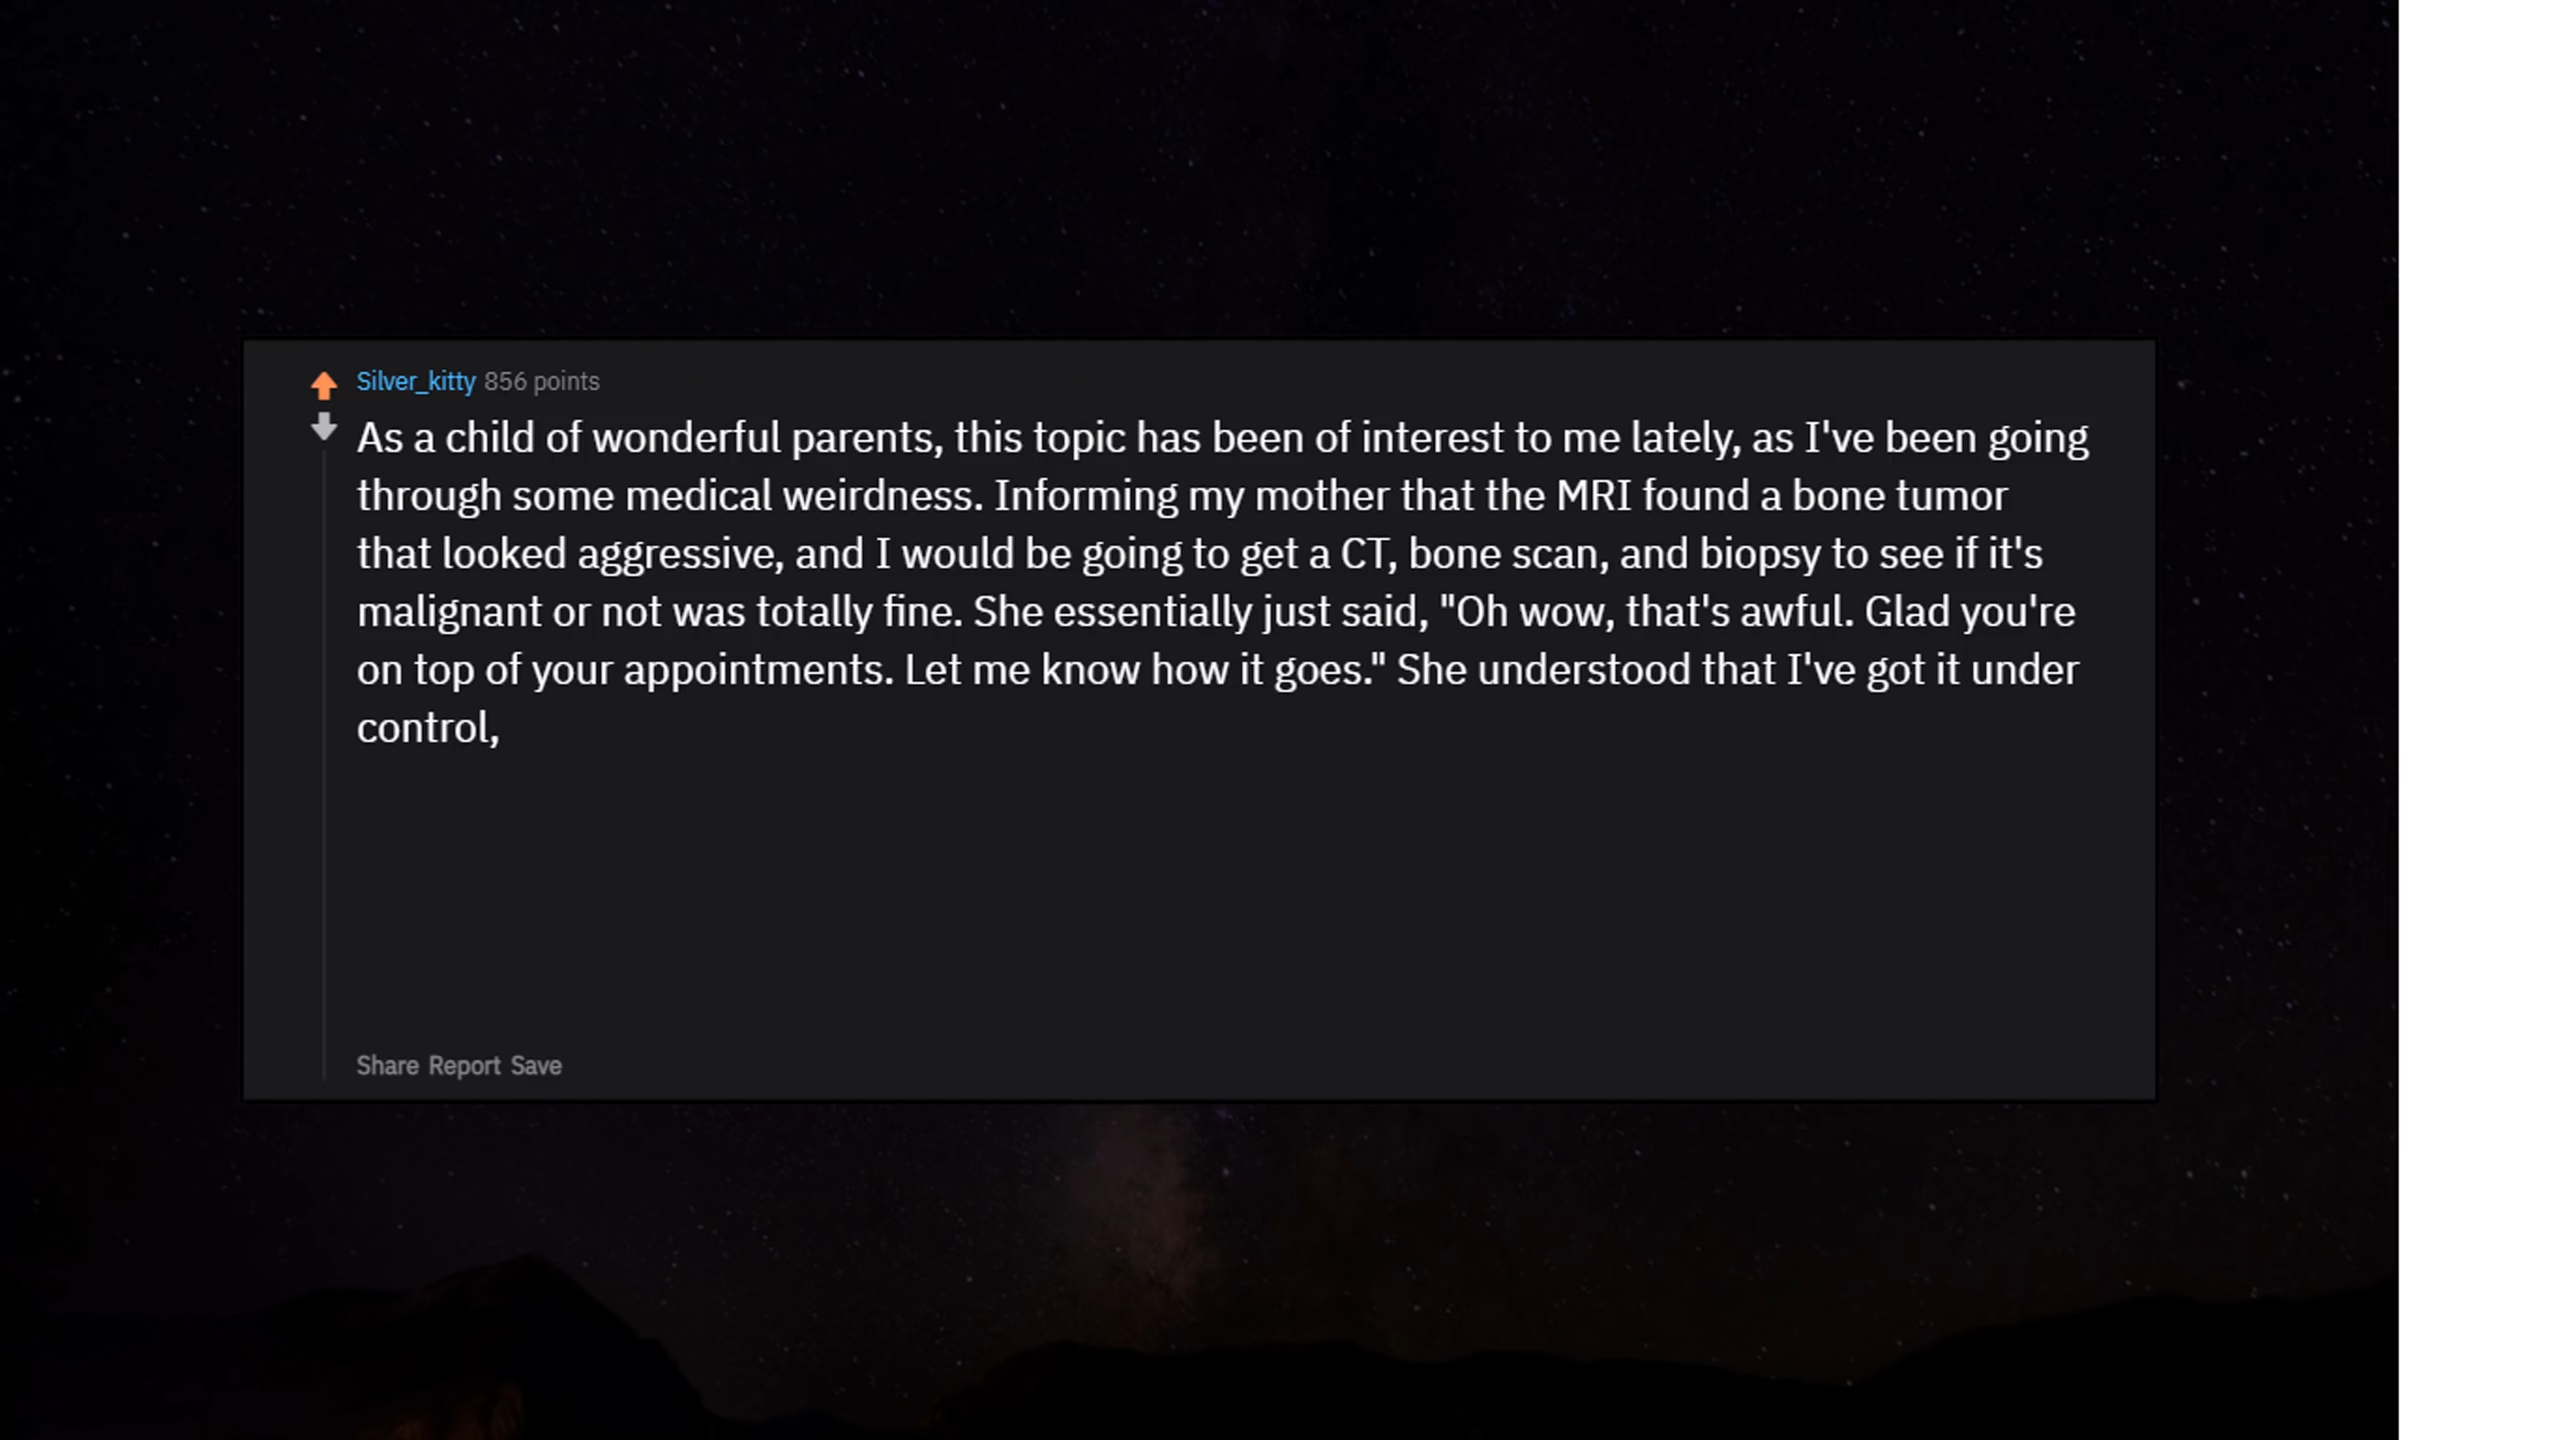 Silver_kitty 856 points
As a child of wonderful parents, this topic has been of interest to me lately, as I've been going
through some medical weirdness. Informing my mother that the MRI found a bone tumor
that looked aggressive, and I would be going to get a CT, bone scan, and biopsy to see if it's
malignant or not was totally fine. She essentially just said, "Oh wow, that's awful. Glad you're
on top of your appointments. Let me know how it goes." She understood that I've got it under
control,
Share Report Save